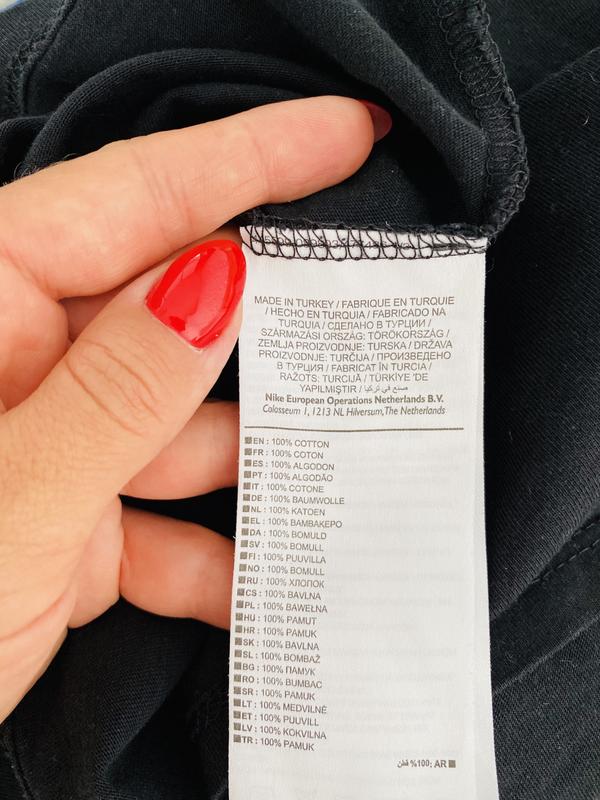 MADE IN TURKEY / FABRIQUE EN TURQUIE
/ HECHO EN TURQUIA / FABRICADO NA
TURQUIA / СДЕЛАНО В ТУРЦИИ /
SZÁRMAZÁSI ORSZÁG: TÖRÖKORSZÁG /
ZEMLJA PROIZVODNJE: TURSKA / DRŽAVA
PROIZVODNJE: TURČIJA / ПРОИЗВЕДЕНО
В ТУРЦИЯ / FABRICAT ÎN TURCIA /
RAŽOTS: TURCIJĀ / TÜRKİYE 'DE
YAPILMIŞTIR / صنع في تركيا
Nike European Operations Netherlands B.V.
Colosseum 1, 1213 NL Hilversum, The Netherlands
EN : 100% COTTON
FR : 100% COTON
ES : 100% ALGODON
PT : 100% ALGODÃO
IT : 100% COTONE
DE : 100% BAUMWOLLE
NL : 100% KATOEN
EL : 100% ΒΑΜΒΑΚΕΡΟ
DA : 100% BOMULD
SV : 100% BOMULL
FI : 100% PUUVILLA
NO : 100% BOMULL
RU : 100% ХЛОПОК
CS : 100% BAVLNA
PL : 100% BAWEŁNA
HU : 100% PAMUT
HR : 100% PAMUK
SK : 100% BAVLNA
SL : 100% BOMBAŽ
BG : 100% ПАМУК
RO : 100% BUMBAC
SR : 100% PAMUK
LT : 100% MEDVILNĖ
ET : 100% PUUVILL
LV : 100% KOKVILNA
TR : 100% PAMUK
AR :100% قطن